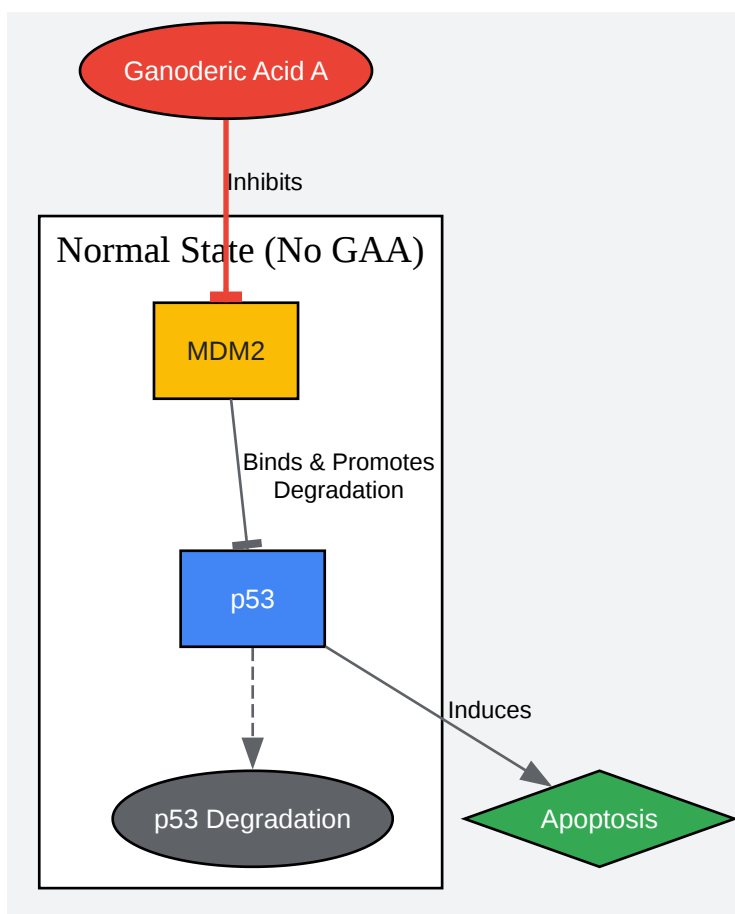 Ganoderic Acid A
Inhibits
Normal State (No GAA)
MDM2
Binds & Promotes
Degradation
p53
Induces
p53 Degradation
Apoptosis